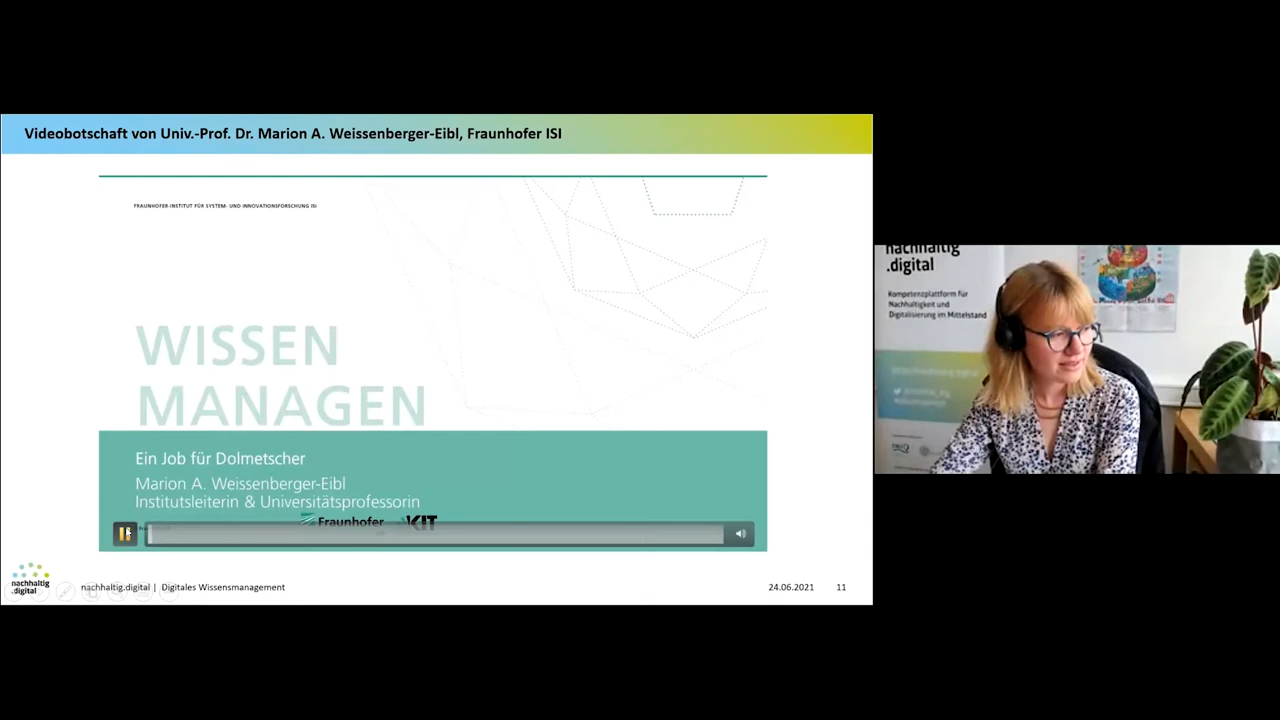 Videobotschaft von Univ.-Prof. Dr. Marion A. Weissenberger-Eibl, Fraunhofer ISI
FRAUNHOFER-INSTITUT FÜR SYSTEM- UND INNOVATIONSFORSCHUNG ISI
WISSEN
MANAGEN
Ein Job für Dolmetscher
Marion A. Weissenberger-Eibl
Institutsleiterin & Universitätsprofessorin
Fraunhofer
KIT
nachhaltig
.digital
nachhaltig.digital | Digitales Wissensmanagement
24.06.2021
11
nachhaltig
.digital
Kompetenzplattform für
Nachhaltigkeit und
Digitalisierung im Mittelstand